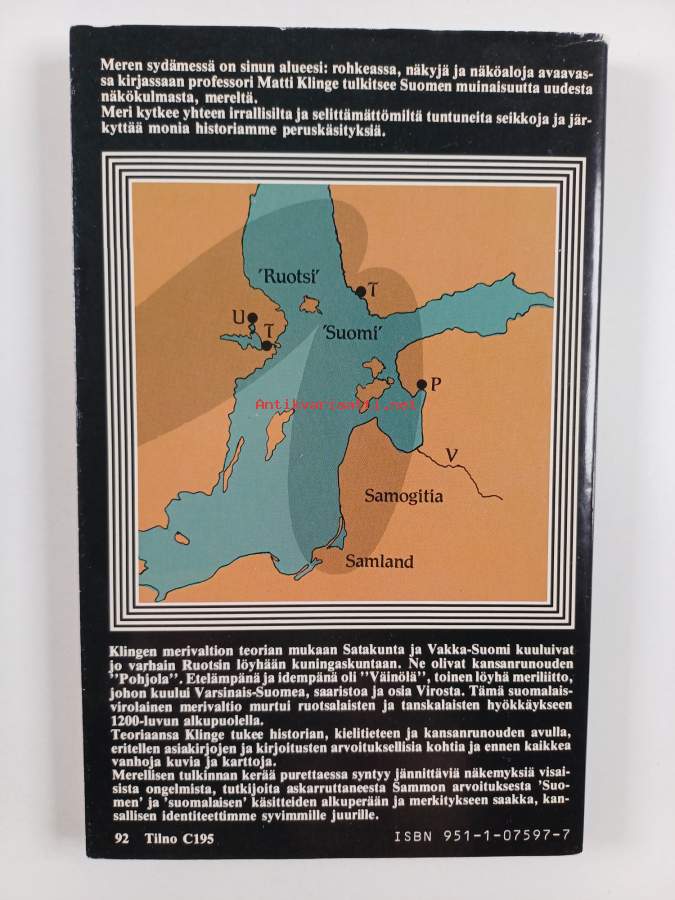 Meren sydämessä on sinun alueesi: rohkeassa, näkyjä ja näköaloja avaavas-
sa kirjassaan professori Matti Klinge tulkitsee Suomen muinaisuutta uudesta
näkökulmasta, mereltä.
Meri kytkee yhteen irrallisilta ja selittämättömiltä tuntuneita seikkoja ja jär-
kyttää monia historiamme peruskäsityksiä.
'Ruotsi'
T
U
T
'Suomi'
P
Antikvariaatti.net
V
Samogitia
Samland
Klingen merivaltion teorian mukaan Satakunta ja Vakka-Suomi kuuluivat
jo varhain Ruotsin löyhään kuningaskuntaan. Ne olivat kansanrunouden
"Pohjola". Etelämpänä ja idempänä oli "Väinölä", toinen löyhä meriliitto,
johon kuului Varsinais-Suomea, saaristoa ja osia Virosta. Tämä suomalais-
virolainen merivaltio murtui ruotsalaisten ja tanskalaisten hyökkäykseen
1200-luvun alkupuolella.
Teoriaansa Klinge tukee historian, kielitieteen ja kansanrunouden avulla,
eritellen asiakirjojen ja kirjoitusten arvoituksellisia kohtia ja ennen kaikkea
vanhoja kuvia ja karttoja.
Merellisen tulkinnan kerää purettaessa syntyy jännittäviä näkemyksiä visai-
sista ongelmista, tutkijoita askarruttaneesta Sammon arvoituksesta 'Suo-
men' ja 'suomalaisen' käsitteiden alkuperään ja merkitykseen saakka, kan-
sallisen identiteettimme syvimmille juurille.
92 Tilno C195
ISBN 951-1-07597-7